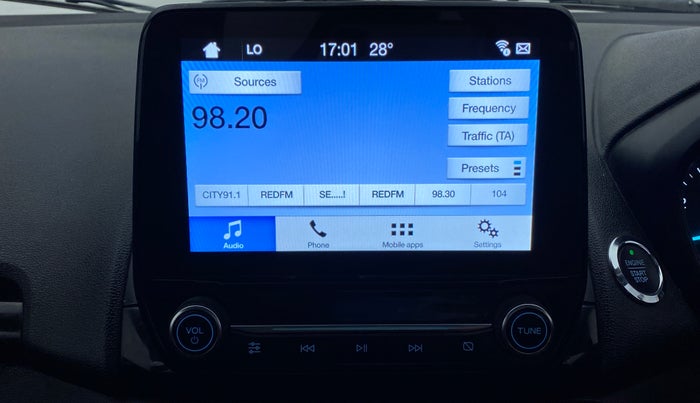 LO 17:01 28°
FM Sources
98.20
Stations
Frequency
Traffic (TA)
Presets
CITY91.1 REDFM SE.....! REDFM 98.30 104
Audio Phone Mobile apps Settings
ENGINE
START
STOP
VOL
TUNE